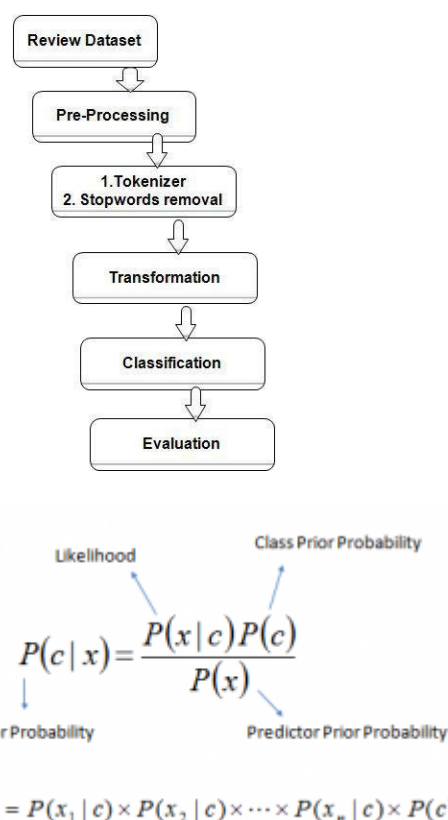 Review Dataset
Pre-Processing
1.Tokenizer
2. Stopwords removal
Transformation
Classification
Evaluation
Likelihood
Class Prior Probability
P(c|x) = P(x|c)P(c) / P(x)
r Probability
Predictor Prior Probability
= P(x₁|c) × P(x₂|c) × ⋯ × P(xₙ|c) × P(c